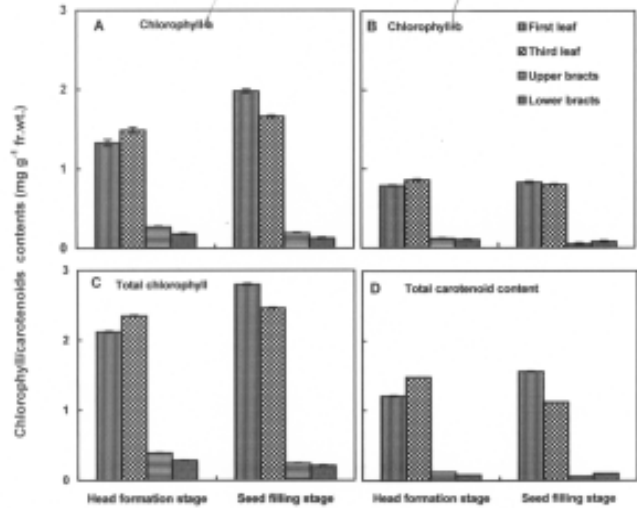 Chlorophyll/carotenoids contents (mg g⁻¹ fr.wt.)
3
2
1
0
A
Chlorophyll-a
B
Chlorophyll-b
First leaf
Third leaf
Upper bracts
Lower bracts
3
2
1
0
C
Total chlorophyll
D
Total carotenoid content
Head formation stage
Seed filling stage
Head formation stage
Seed filling stage